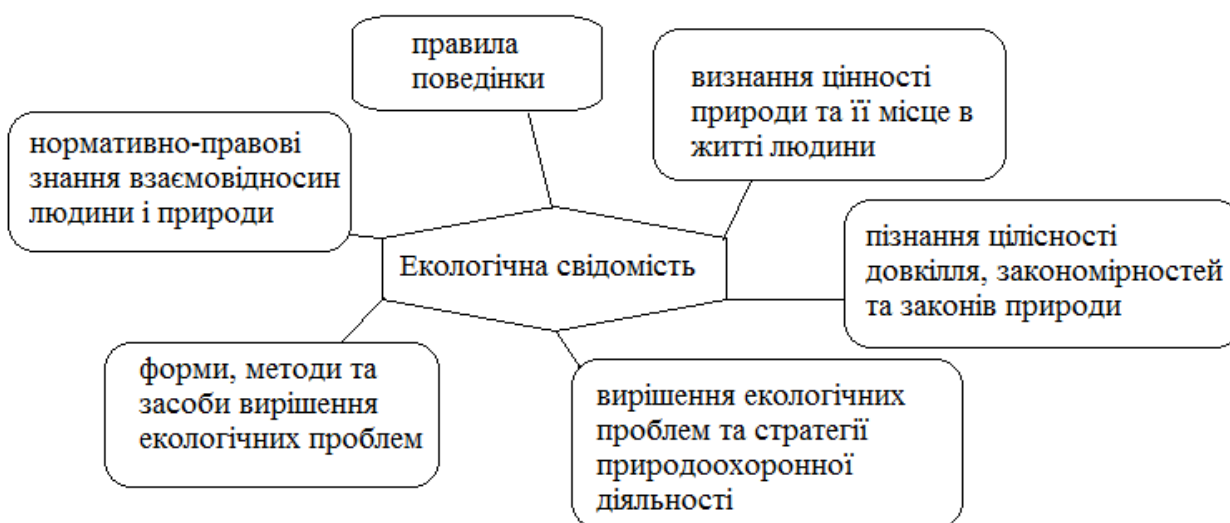 правила
поведінки
визнання цінності
природи та її місце в
житті людини
нормативно-правові
знання взаємовідносин
людини і природи
Екологічна свідомість
пізнання цілісності
довкілля, закономірностей
та законів природи
форми, методи та
засоби вирішення
екологічних проблем
вирішення екологічних
проблем та стратегії
природоохоронної
діяльності